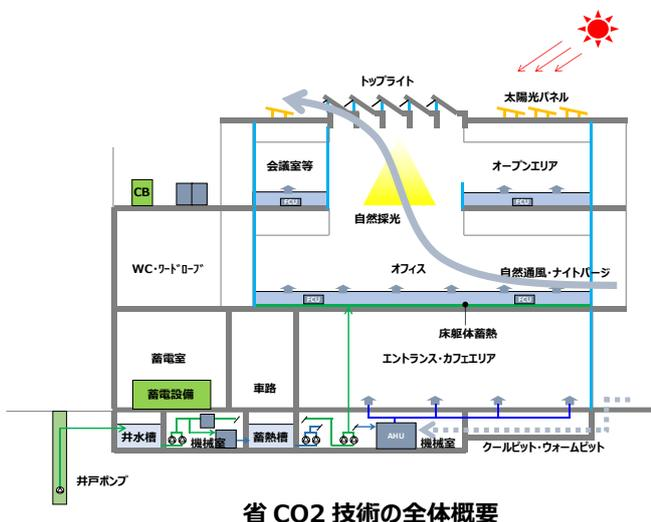 トップライト
太陽光パネル
会議室等
オープンエリア
CB
FCU
FCU
自然採光
WC・ワードローブ
オフィス
自然通風・ナイトパージ
FCU
FCU
床躯体蓄熱
蓄電室
エントランス・カフェエリア
蓄電設備
車路
井水槽
機械室
蓄熱槽
AHU
機械室
クールピット・ウォームピット
井戸ポンプ
省 CO2 技術の全体概要